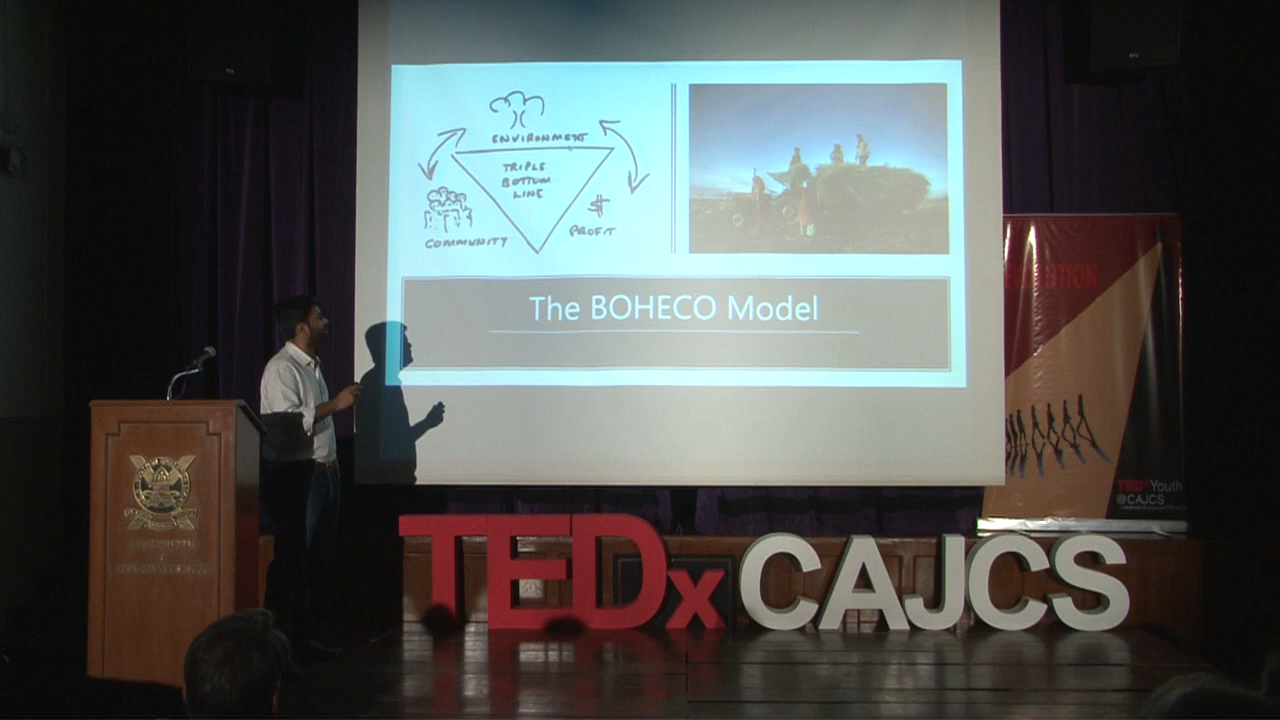 ENVIRONMENT
TRIPLE
BOTTOM
LINE
$
PROFIT
COMMUNITY
The BOHECO Model
TEDxYouth
@CAJCS
TEDx CAJCS